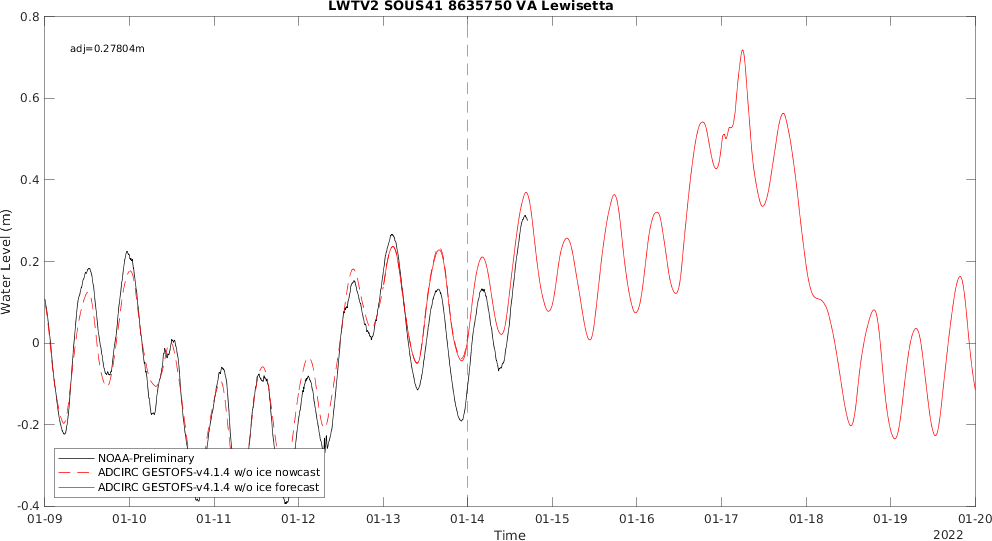 LWTV2 SOUS41 8635750 VA Lewisetta
adj=0.27804m
0.8
0.6
0.4
0.2
0
-0.2
-0.4
Water Level (m)
NOAA-Preliminary
ADCIRC GESTOFS-v4.1.4 w/o ice nowcast
ADCIRC GESTOFS-v4.1.4 w/o ice forecast
01-09 01-10 01-11 01-12 01-13 01-14 01-15 01-16 01-17 01-18 01-19 01-20
Time
2022